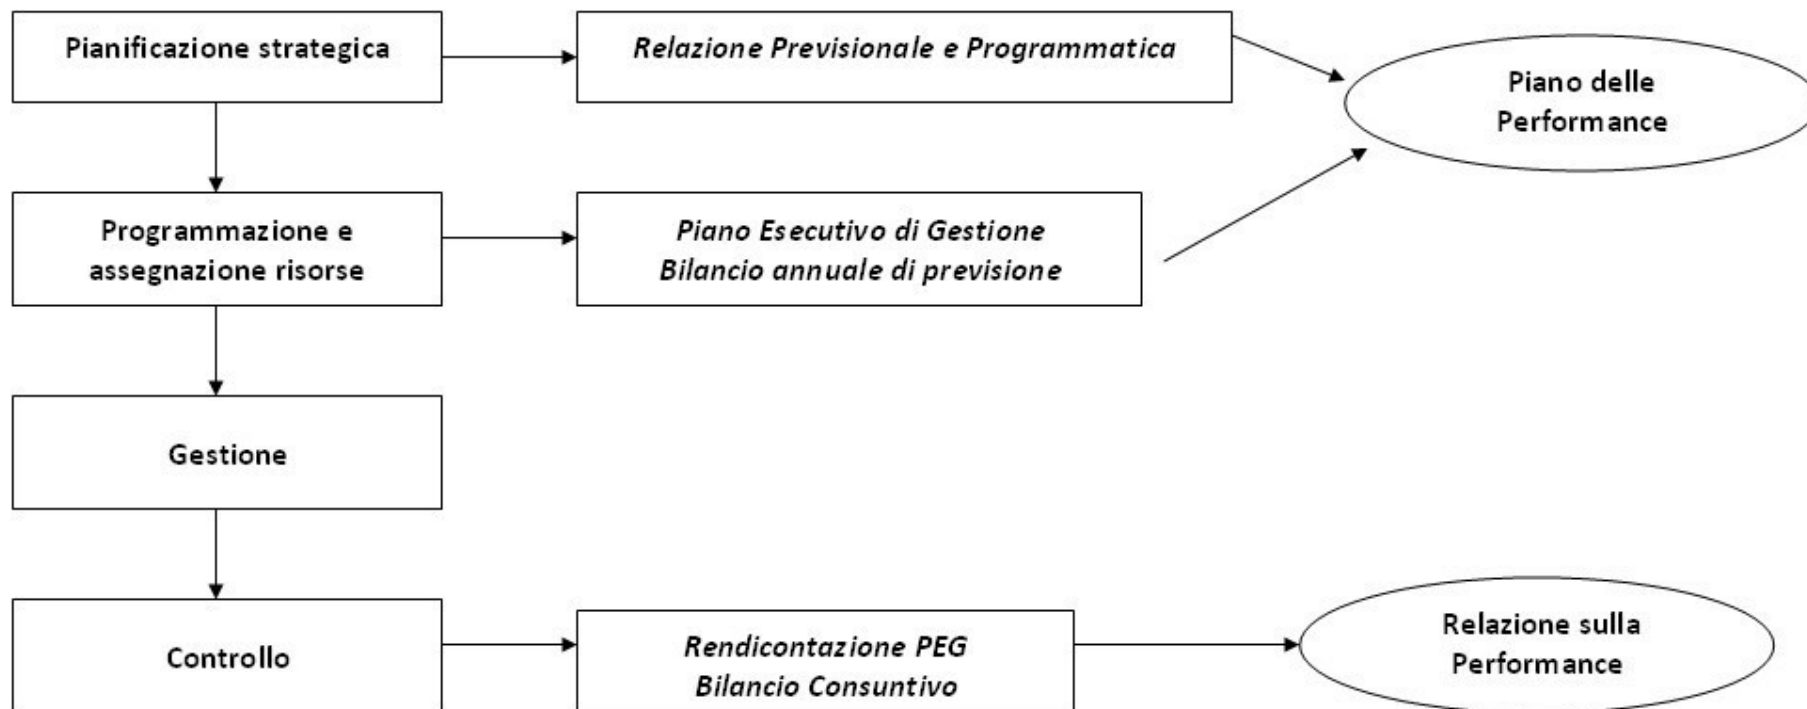 Pianificazione strategica
Relazione Previsionale e Programmatica
Piano delle
Performance
Programmazione e
assegnazione risorse
Piano Esecutivo di Gestione
Bilancio annuale di previsione
Gestione
Controllo
Rendicontazione PEG
Bilancio Consuntivo
Relazione sulla
Performance